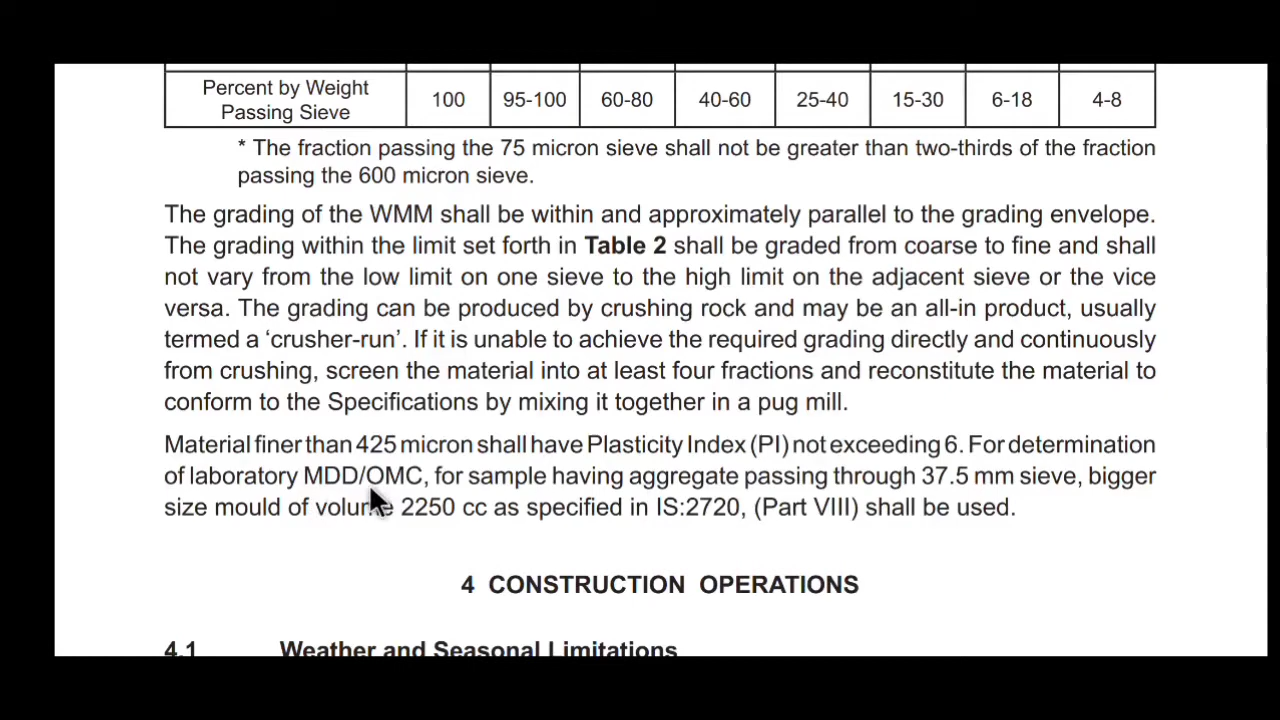 Percent by Weight
Passing Sieve
100 95-100 60-80 40-60 25-40 15-30 6-18 4-8
* The fraction passing the 75 micron sieve shall not be greater than two-thirds of the fraction
passing the 600 micron sieve.
The grading of the WMM shall be within and approximately parallel to the grading envelope.
The grading within the limit set forth in Table 2 shall be graded from coarse to fine and shall
not vary from the low limit on one sieve to the high limit on the adjacent sieve or the vice
versa. The grading can be produced by crushing rock and may be an all-in product, usually
termed a ‘crusher-run’. If it is unable to achieve the required grading directly and continuously
from crushing, screen the material into at least four fractions and reconstitute the material to
conform to the Specifications by mixing it together in a pug mill.
Material finer than 425 micron shall have Plasticity Index (PI) not exceeding 6. For determination
of laboratory MDD/OMC, for sample having aggregate passing through 37.5 mm sieve, bigger
size mould of volume 2250 cc as specified in IS:2720, (Part VIII) shall be used.
4 CONSTRUCTION OPERATIONS
4.1 Weather and Seasonal Limitations